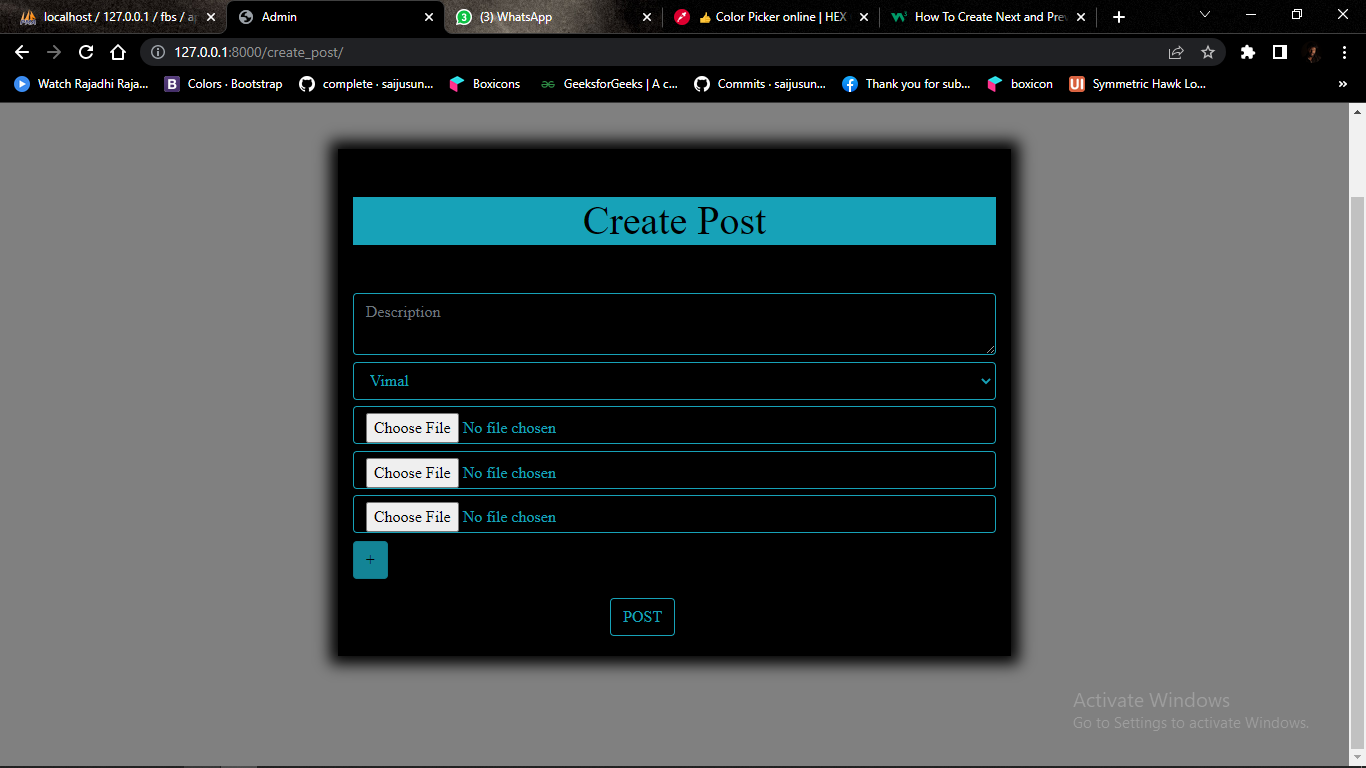 localhost / 127.0.0.1 / fbs / a
Admin
3
(3) WhatsApp
👍 Color Picker online | HEX
How To Create Next and Pre
127.0.0.1:8000/create_post/
Watch Rajadhi Raja...
B
Colors · Bootstrap
complete · saijusun...
Boxicons
GeeksforGeeks | A c...
Commits · saijusun...
Thank you for sub...
boxicon
UI
Symmetric Hawk Lo...
»
Create Post
Description
Vimal
Choose File No file chosen
Choose File No file chosen
Choose File No file chosen
+
POST
Activate Windows
Go to Settings to activate Windows.